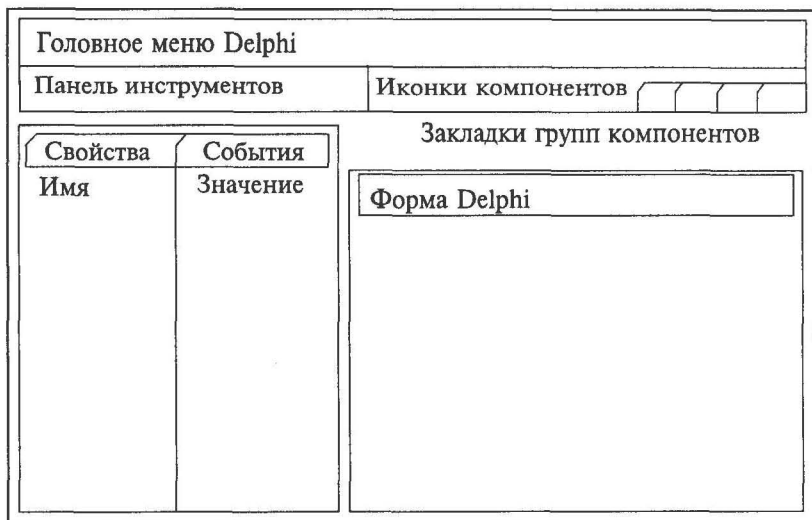 Головное меню Delphi
Панель инструментов
Иконки компонентов
Закладки групп компонентов
Свойства
События
Имя
Значение
Форма Delphi